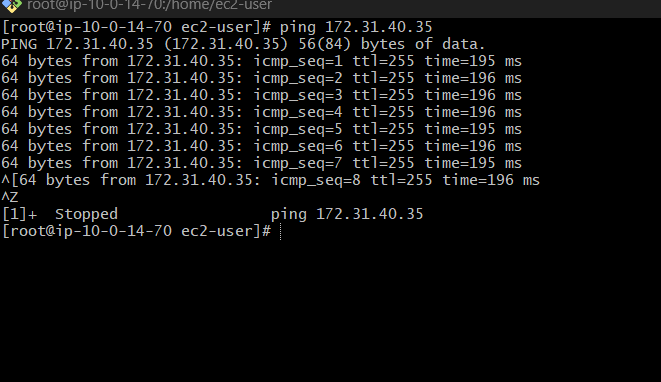 root@ip-10-0-14-70:/home/ec2-user
[root@ip-10-0-14-70 ec2-user]# ping 172.31.40.35
PING 172.31.40.35 (172.31.40.35) 56(84) bytes of data.
64 bytes from 172.31.40.35: icmp_seq=1 ttl=255 time=195 ms
64 bytes from 172.31.40.35: icmp_seq=2 ttl=255 time=196 ms
64 bytes from 172.31.40.35: icmp_seq=3 ttl=255 time=196 ms
64 bytes from 172.31.40.35: icmp_seq=4 ttl=255 time=196 ms
64 bytes from 172.31.40.35: icmp_seq=5 ttl=255 time=195 ms
64 bytes from 172.31.40.35: icmp_seq=6 ttl=255 time=196 ms
64 bytes from 172.31.40.35: icmp_seq=7 ttl=255 time=195 ms
^[64 bytes from 172.31.40.35: icmp_seq=8 ttl=255 time=196 ms
^Z
[1]+  Stopped                 ping 172.31.40.35
[root@ip-10-0-14-70 ec2-user]#